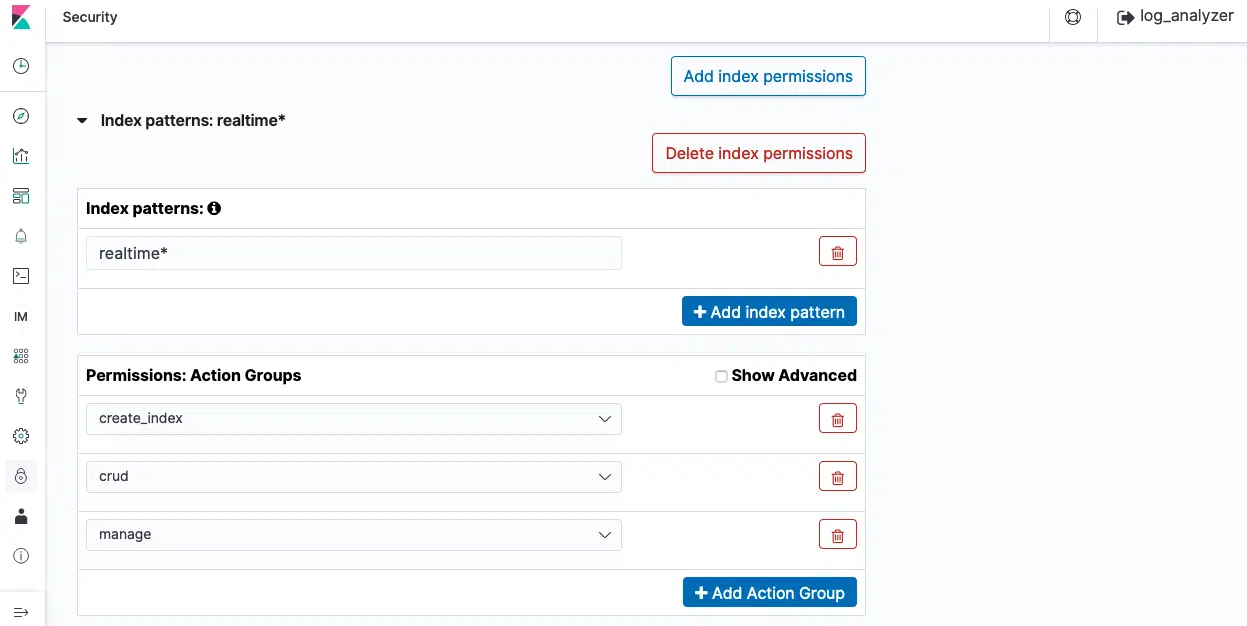 Security
log_analyzer
Add index permissions
Index patterns: realtime*
Delete index permissions
Index patterns:
realtime*
Add index pattern
Permissions: Action Groups
Show Advanced
create_index
crud
IM
manage
Add Action Group